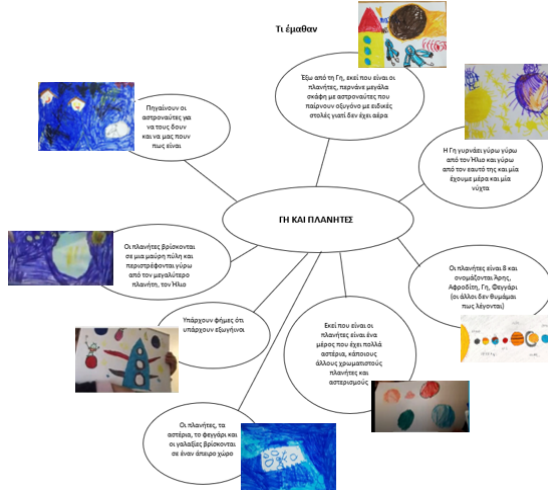 Τι έμαθαν
Έξω από τη Γη, εκεί που είναι οι
πλανήτες, περνάνε μεγάλα
σκάφη με αστροναύτες που
παίρνουν οξυγόνο με ειδικές
στολές γιατί δεν έχει αέρα
Πηγαίνουν οι
αστροναύτες για
να τους δουν
και να μας πουν
πως είναι
Η Γη γυρνάει γύρω γύρω
από τον Ήλιο και γύρω
από τον εαυτό της και μία
έχουμε μέρα και μία
νύχτα
ΓΗ ΚΑΙ ΠΛΑΝΗΤΕΣ
Οι πλανήτες βρίσκονται
σε μια μαύρη πύλη και
περιστρέφονται γύρω
από τον μεγαλύτερο
πλανήτη, τον Ήλιο
Οι πλανήτες είναι 8 και
ονομάζονται Άρης,
Αφροδίτη, Γη, Φεγγάρι
(οι άλλοι δεν θυμάμαι
πως λέγονται)
Υπάρχουν φήμες ότι
υπάρχουν εξωγήινοι
Εκεί που είναι οι
πλανήτες είναι ένα
μέρος που έχει πολλά
αστέρια, κάποιους
άλλους χρωματιστούς
πλανήτες και
αστερισμούς
Οι πλανήτες, τα
αστέρια, το φεγγάρι και
οι γαλαξίες βρίσκονται
σε έναν άπειρο χώρο